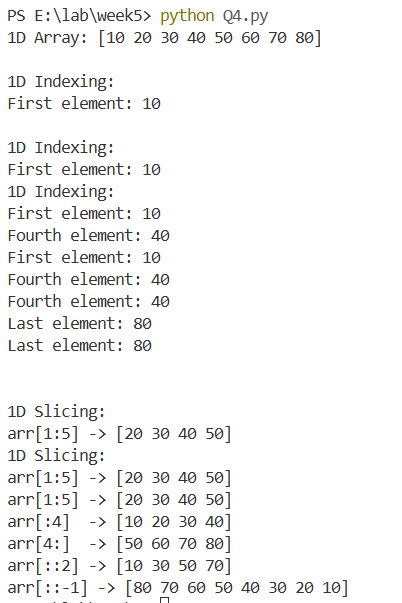 PS E:\lab\week5> python Q4.py
1D Array: [10 20 30 40 50 60 70 80]
1D Indexing:
First element: 10
1D Indexing:
First element: 10
1D Indexing:
First element: 10
Fourth element: 40
First element: 10
Fourth element: 40
Fourth element: 40
Last element: 80
Last element: 80
1D Slicing:
arr[1:5] -> [20 30 40 50]
1D Slicing:
arr[1:5] -> [20 30 40 50]
arr[1:5] -> [20 30 40 50]
arr[:4]  -> [10 20 30 40]
arr[4:]  -> [50 60 70 80]
arr[::2] -> [10 30 50 70]
arr[::-1] -> [80 70 60 50 40 30 20 10]